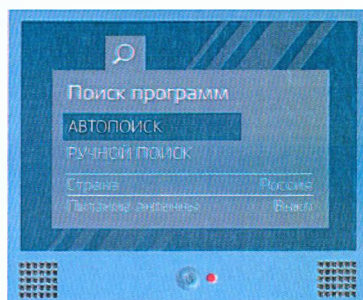 Поиск программ
АВТОПОИСК
РУЧНОЙ ПОИСК
Страна Россия
Питание антенны Выкл